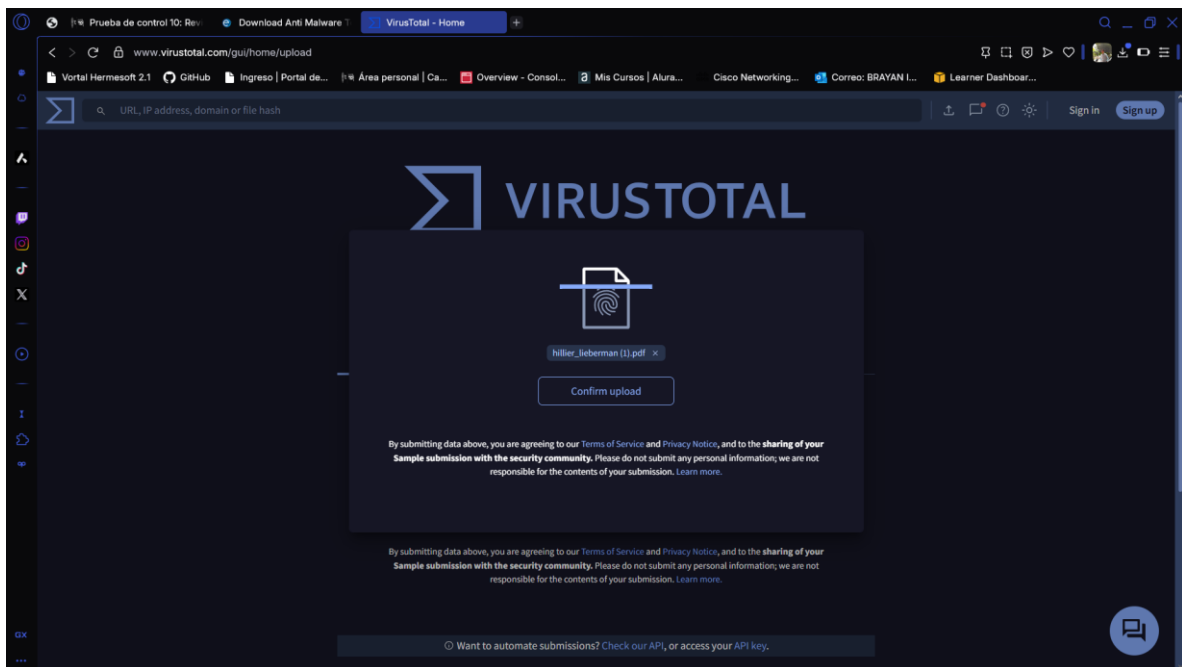 Prueba de control 10: Rev
Download Anti Malware T
VirusTotal - Home
www.virustotal.com/gui/home/upload
Vortal Hermesoft 2.1
GitHub
Ingreso | Portal de...
Área personal | Ca...
Overview - Consol...
Mis Cursos | Alura...
Cisco Networking...
Correo: BRAYAN I...
Learner Dashboar...
URL, IP address, domain or file hash
Sign in
Sign up
VIRUSTOTAL
hillier_lieberman (1).pdf ×
Confirm upload
By submitting data above, you are agreeing to our Terms of Service and Privacy Notice, and to the sharing of your
Sample submission with the security community. Please do not submit any personal information; we are not
responsible for the contents of your submission. Learn more.
By submitting data above, you are agreeing to our Terms of Service and Privacy Notice, and to the sharing of your
Sample submission with the security community. Please do not submit any personal information; we are not
responsible for the contents of your submission. Learn more.
Want to automate submissions? Check our API, or access your API key.
GX